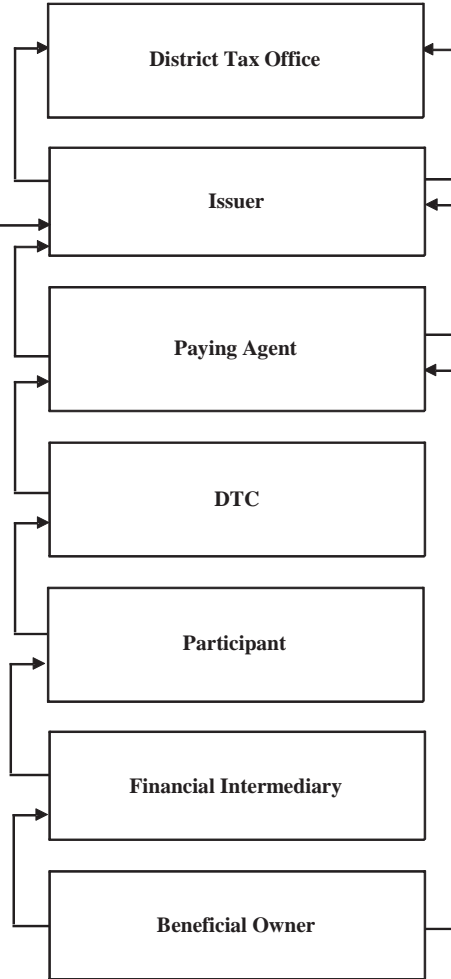 District Tax Office
Issuer
Paying Agent
DTC
Participant
Financial Intermediary
Beneficial Owner